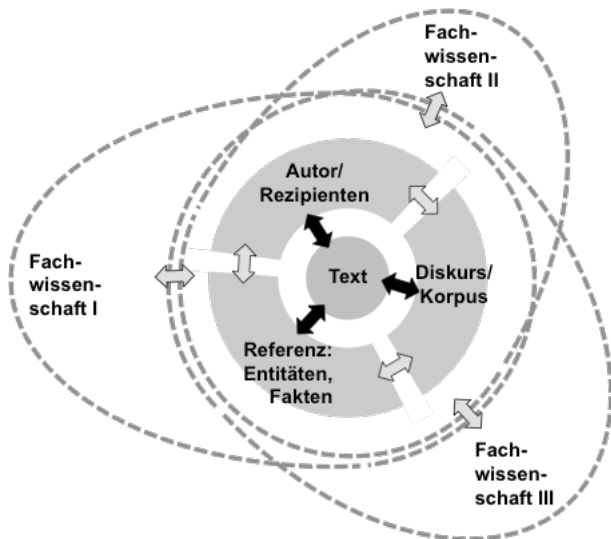 Fach-
wissen-
schaft II
Autor/
Rezipienten
Fach-
wissen-
schaft I
Text
Diskurs/
Korpus
Referenz:
Entitäten,
Fakten
Fach-
wissen-
schaft III